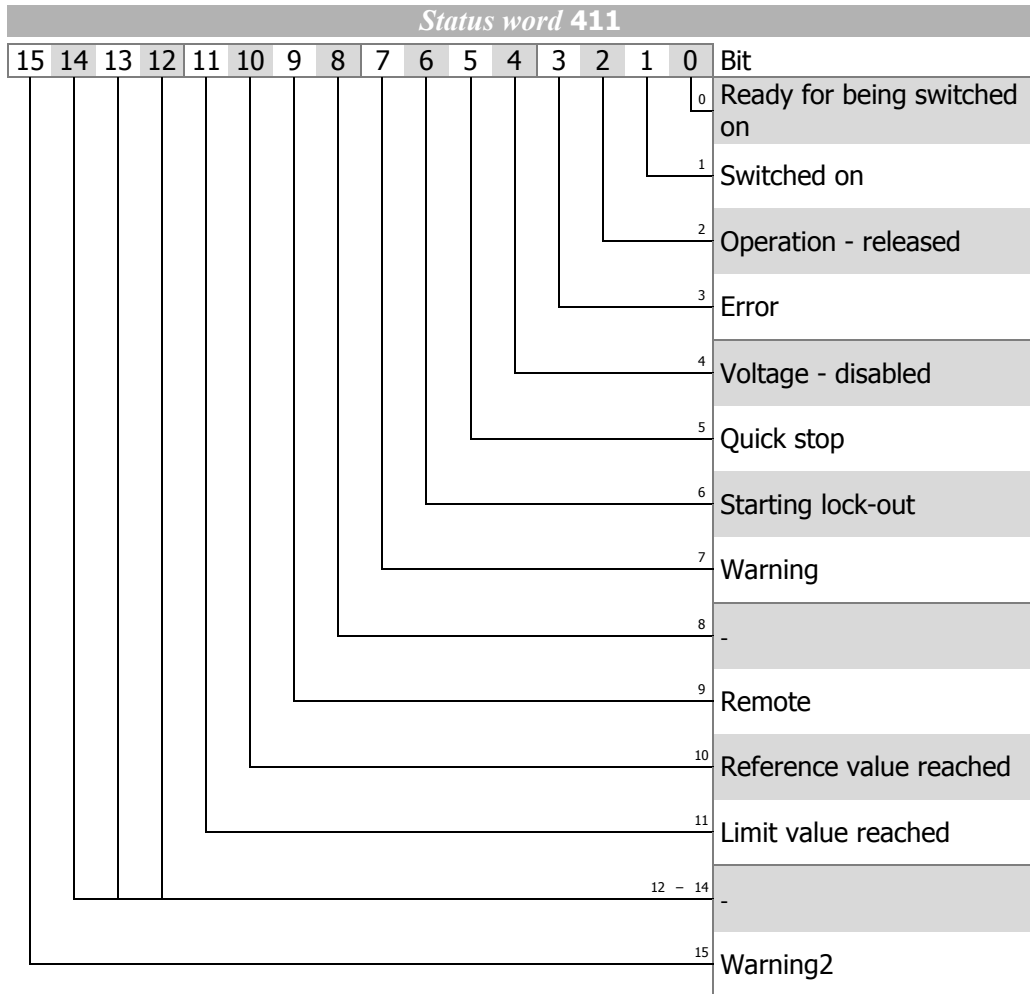 Status word 411
15 14 13 12 11 10 9 8 7 6 5 4 3 2 1 0 Bit
0 Ready for being switched
on
1 Switched on
2 Operation - released
3 Error
4 Voltage - disabled
5 Quick stop
6 Starting lock-out
7 Warning
8 -
9 Remote
10 Reference value reached
11 Limit value reached
12 – 14 -
15 Warning2